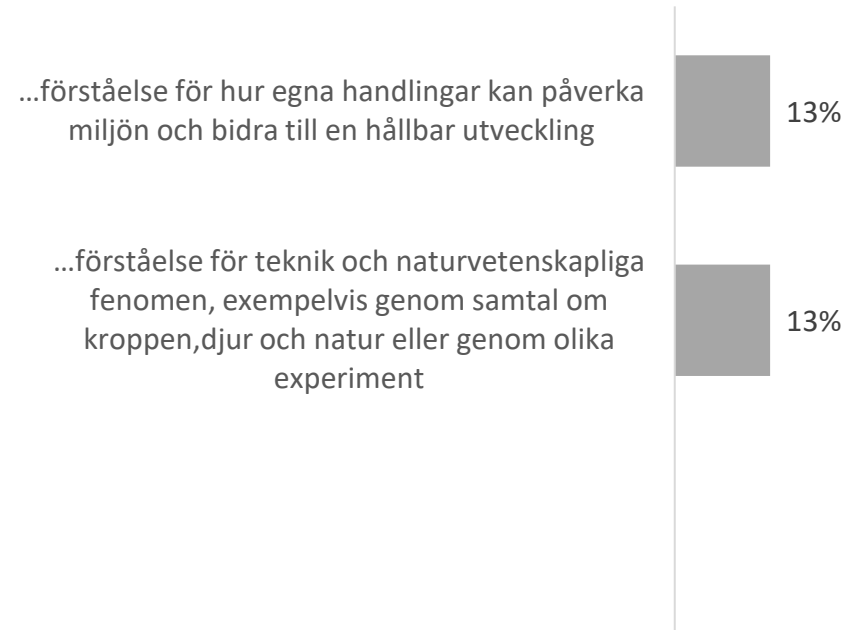 …förståelse för hur egna handlingar kan påverka
miljön och bidra till en hållbar utveckling
13%
…förståelse för teknik och naturvetenskapliga
fenomen, exempelvis genom samtal om
kroppen,djur och natur eller genom olika
experiment
13%